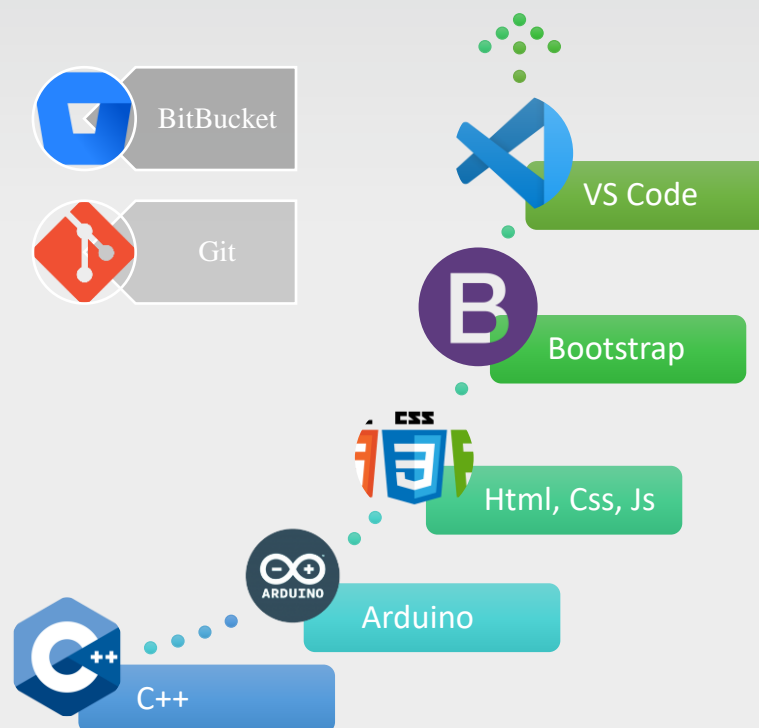 BitBucket
Git
VS Code
B
Bootstrap
CSS
Html, Css, Js
ARDUINO
Arduino
C++
C++